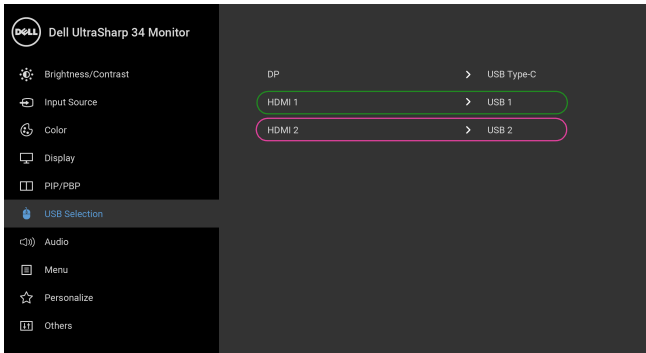 DELL Dell UltraSharp 34 Monitor
Brightness/Contrast
Input Source
Color
Display
PIP/PBP
USB Selection
Audio
Menu
Personalize
Others
DP > USB Type-C
HDMI 1 > USB 1
HDMI 2 > USB 2